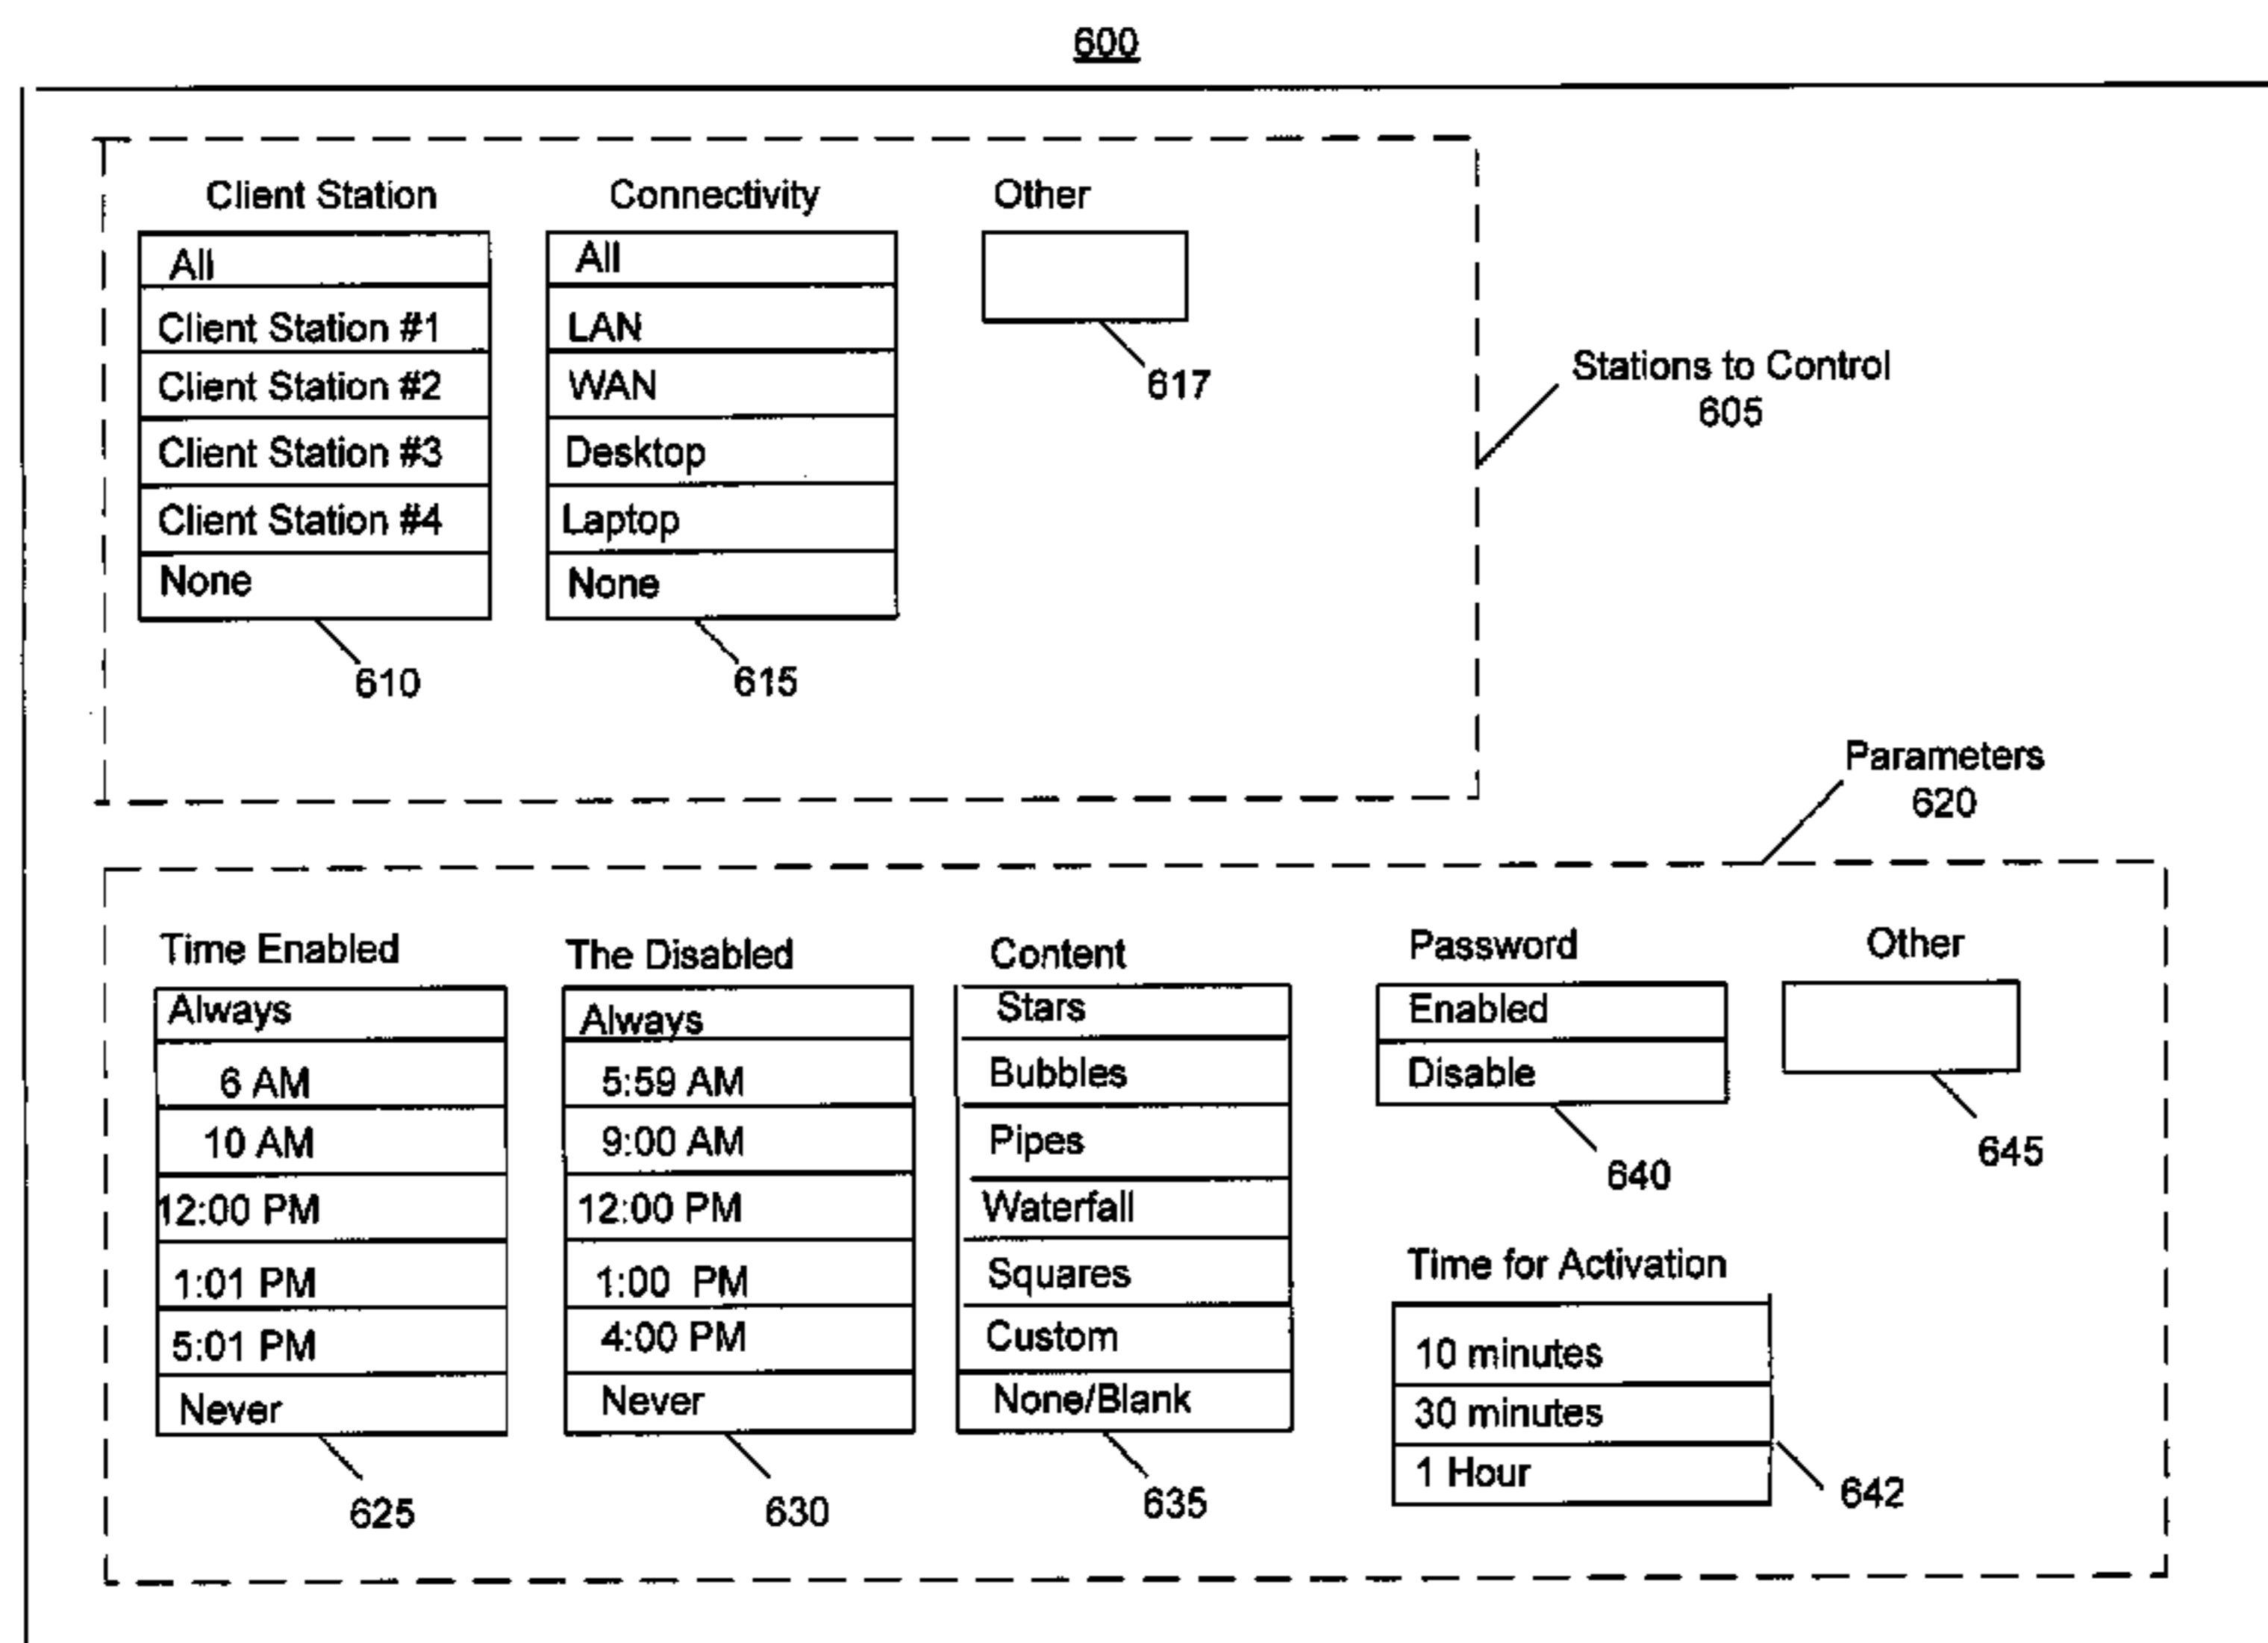 600
Client Station
All
Client Station #1
Client Station #2
Client Station #3
Client Station #4
None
610
Connectivity
All
LAN
WAN
Desktop
Laptop
None
615
Other
617
Stations to Control
605
Parameters
620
Time Enabled
Always
6 AM
10 AM
12:00 PM
1:01 PM
5:01 PM
Never
625
The Disabled
Always
5:59 AM
9:00 AM
12:00 PM
1:00 PM
4:00 PM
Never
630
Content
Stars
Bubbles
Pipes
Waterfall
Squares
Custom
None/Blank
635
Password
Enabled
Disable
640
Other
645
Time for Activation
10 minutes
30 minutes
1 Hour
642